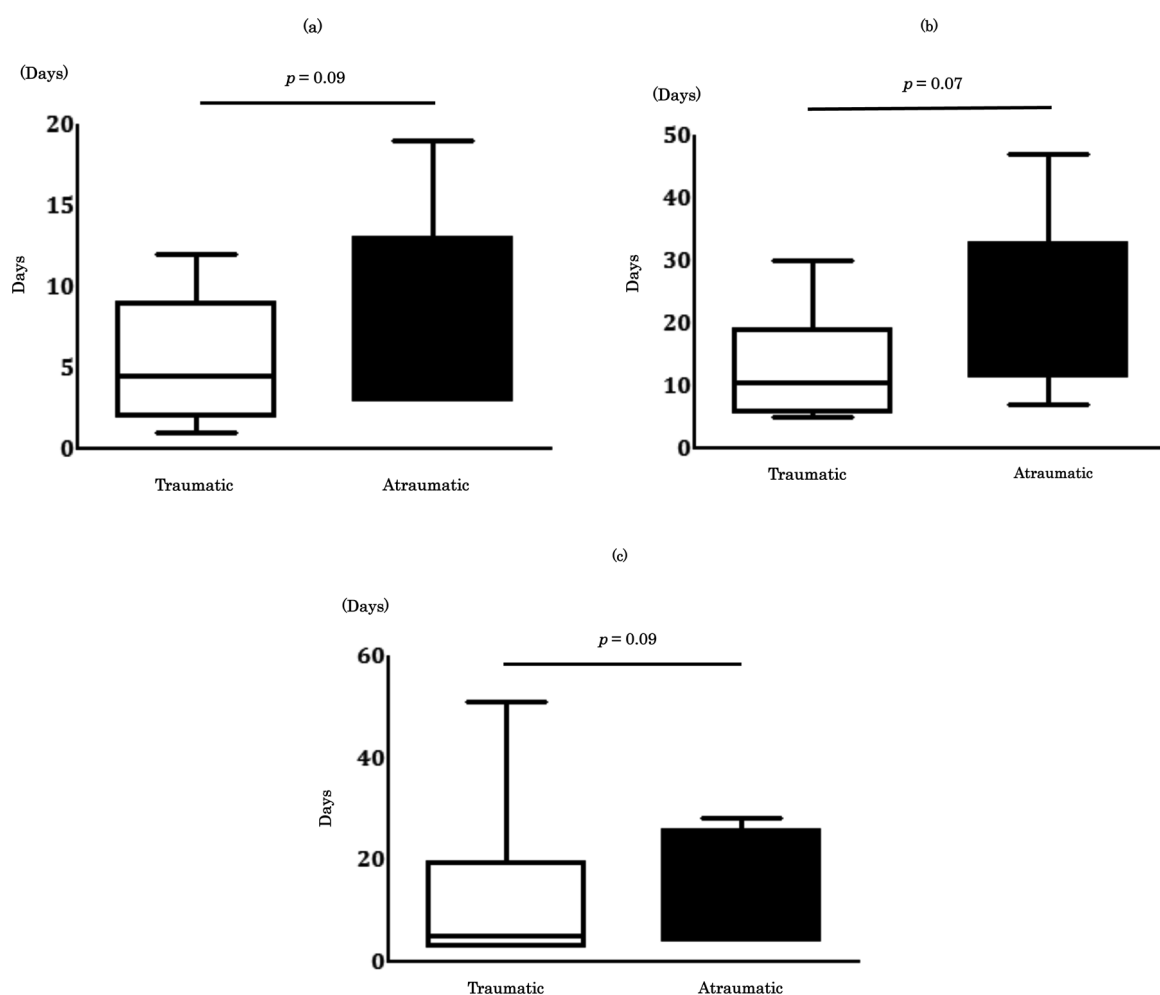 (a)
(Days)
p = 0.09
20
15
10
5
0
Days
Traumatic
Atraumatic
(b)
(Days)
p = 0.07
50
40
30
20
10
0
Days
Traumatic
Atraumatic
(c)
(Days)
p = 0.09
60
40
20
0
Days
Traumatic
Atraumatic